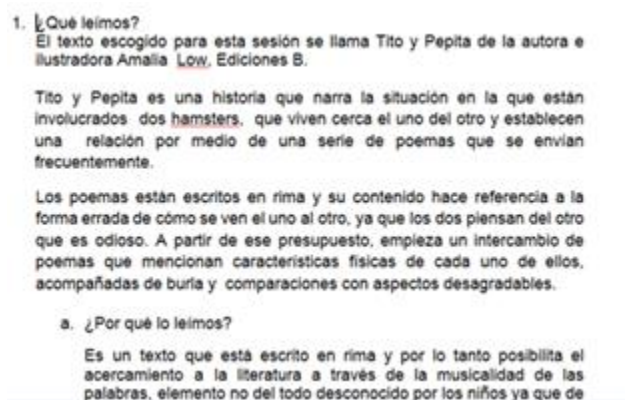 1. ¿Qué leímos?
El texto escogido para esta sesión se llama Tito y Pepita de la autora e
ilustradora Amalia Low, Ediciones B.
Tito y Pepita es una historia que narra la situación en la que están
involucrados dos hamsters, que viven cerca el uno del otro y establecen
una relación por medio de una serie de poemas que se envían
frecuentemente.
Los poemas están escritos en rima y su contenido hace referencia a la
forma errada de cómo se ven el uno al otro, ya que los dos piensan del otro
que es odioso. A partir de ese presupuesto, empieza un intercambio de
poemas que mencionan características físicas de cada uno de ellos,
acompañadas de burla y comparaciones con aspectos desagradables.
a. ¿Por qué lo leímos?
Es un texto que está escrito en rima y por lo tanto posibilita el
acercamiento a la literatura a través de la musicalidad de las
palabras, elemento no del todo desconocido por los niños ya que de